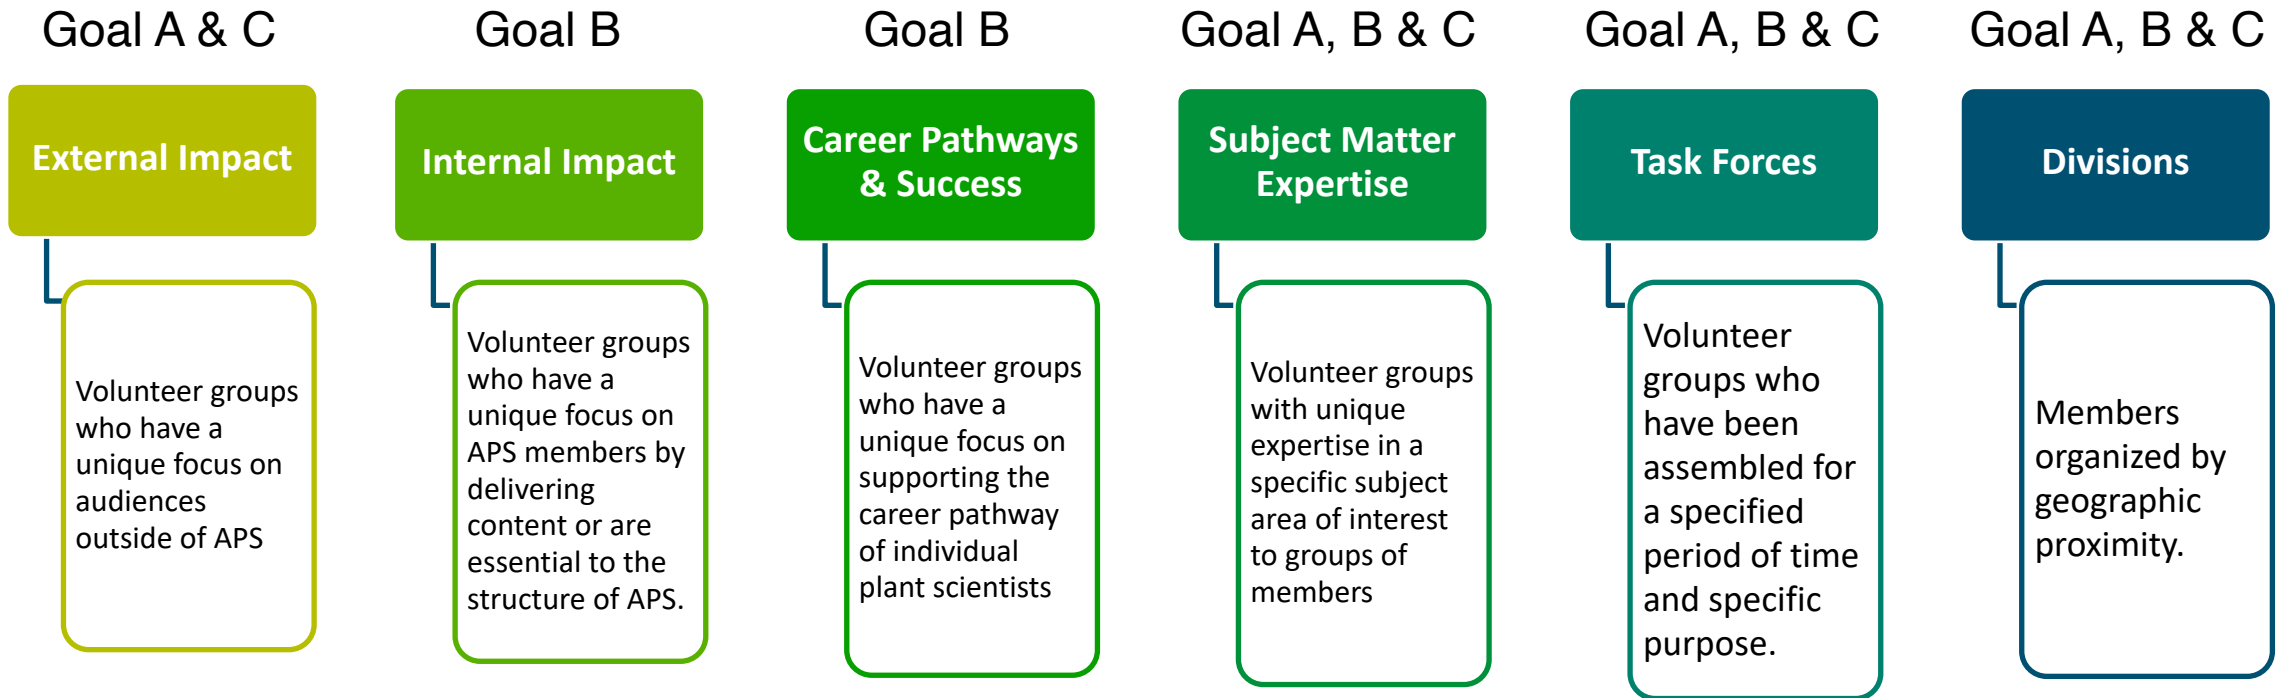 Goal A & C
Goal B
Goal B
Goal A, B & C
Goal A, B & C
Goal A, B & C
External Impact
Internal Impact
Career Pathways
& Success
Subject Matter
Expertise
Task Forces
Divisions
Volunteer groups
who have a
unique focus on
audiences
outside of APS
Volunteer groups
who have a
unique focus on
APS members by
delivering
content or are
essential to the
structure of APS.
Volunteer groups
who have a
unique focus on
supporting the
career pathway
of individual
plant scientists
Volunteer groups
with unique
expertise in a
specific subject
area of interest
to groups of
members
Volunteer
groups who
have been
assembled for
a specified
period of time
and specific
purpose.
Members
organized by
geographic
proximity.